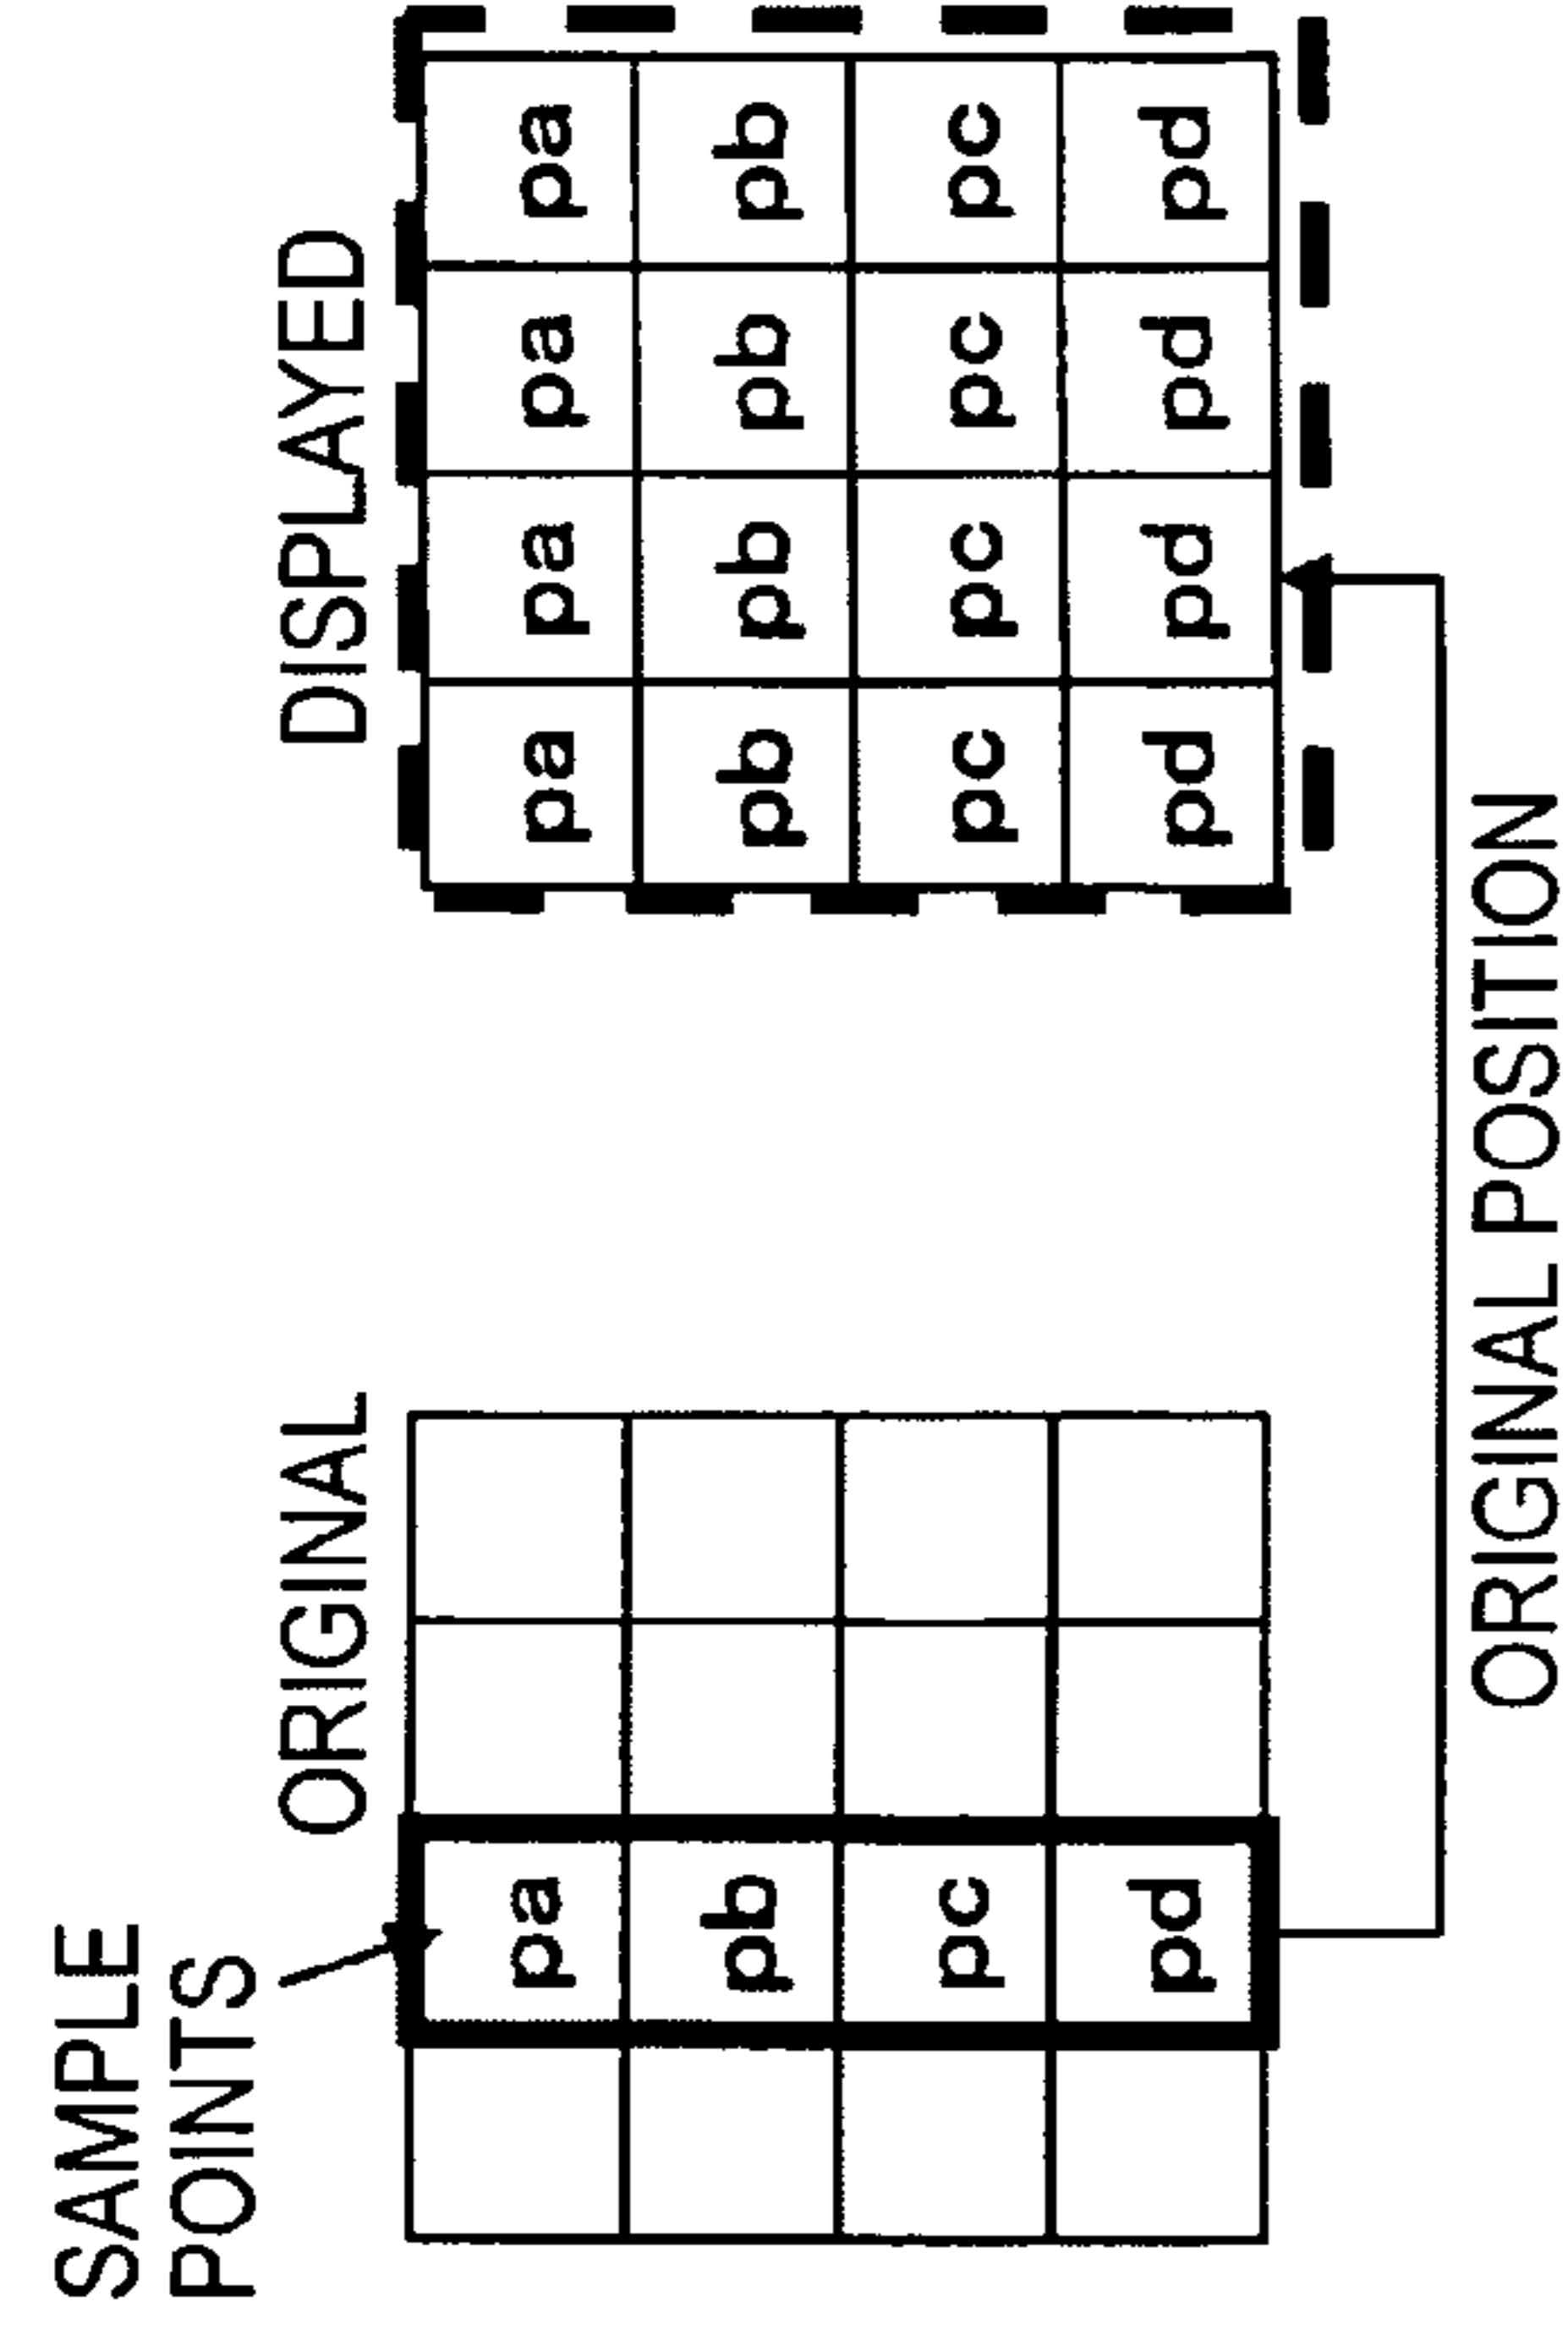 SAMPLE
POINTS
ORIGINAL
DISPLAYED
pa
pa pa pa pa
pb
pb pb pb pb
pc
pc pc pc pc
pd
pd pd pd pd
ORIGINAL POSITION